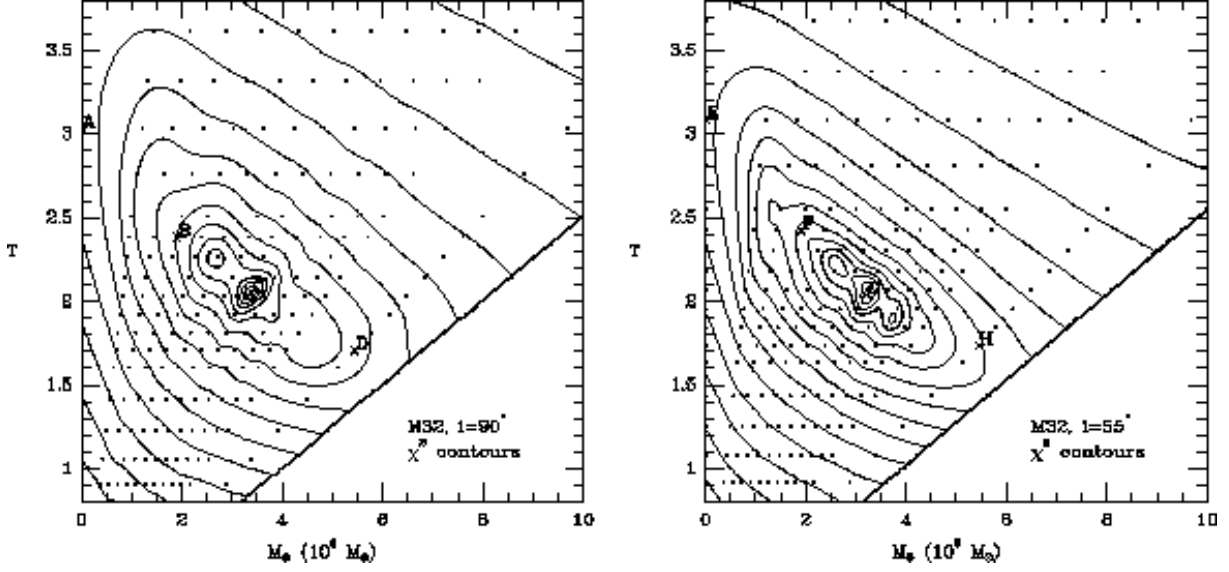 3.5
3
2.5
2
1.5
1
T
A
B
D
M32, i=90°
χ² contours
0 2 4 6 8 10
M• (10⁶ M⊙)
3.5
3
2.5
2
1.5
1
T
E
F
H
M32, i=55°
χ² contours
0 2 4 6 8 10
M• (10⁶ M⊙)